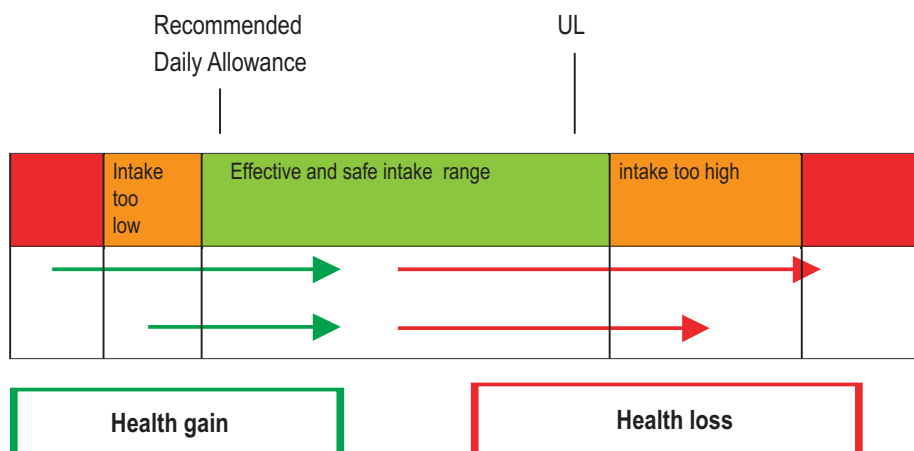 Recommended
Daily Allowance
UL
Intake
too
low
Effective and safe intake range
intake too high
Health gain
Health loss